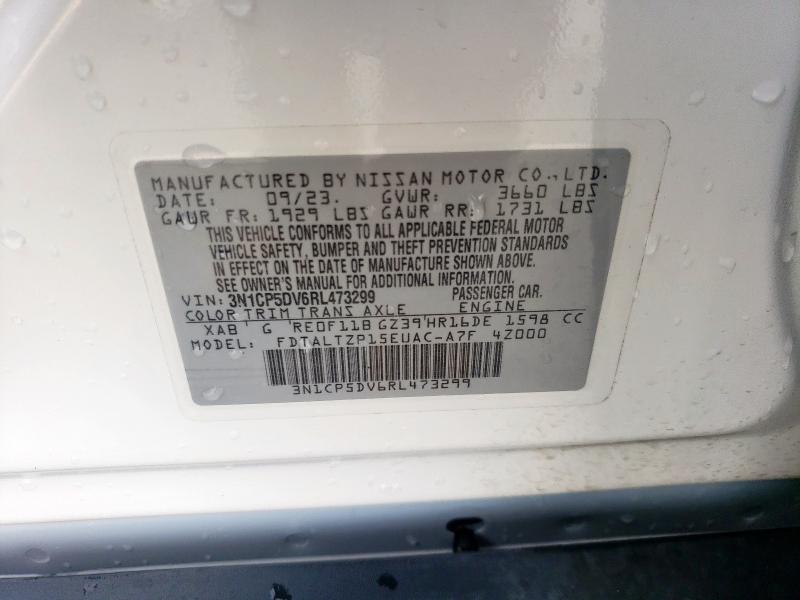 MANUFACTURED BY NISSAN MOTOR CO.,LTD.
DATE: 09/23. GVWR: 3660 LBS
GAWR FR: 1929 LBS GAWR RR: 1731 LBS
THIS VEHICLE CONFORMS TO ALL APPLICABLE FEDERAL MOTOR
VEHICLE SAFETY, BUMPER AND THEFT PREVENTION STANDARDS
IN EFFECT ON THE DATE OF MANUFACTURE SHOWN ABOVE.
SEE OWNER'S MANUAL FOR ADDITIONAL INFORMATION.
VIN: 3N1CP5DV6RL473299 PASSENGER CAR.
COLOR TRIM TRANS AXLE ENGINE
XAB G RE0F11B GZ39 HR16DE 1598 CC
MODEL: FDTALTZP15EUAC-A7F 4Z000
3N1CP5DV6RL473299